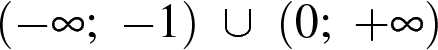 (−∞; −1) ∪ (0; +∞)